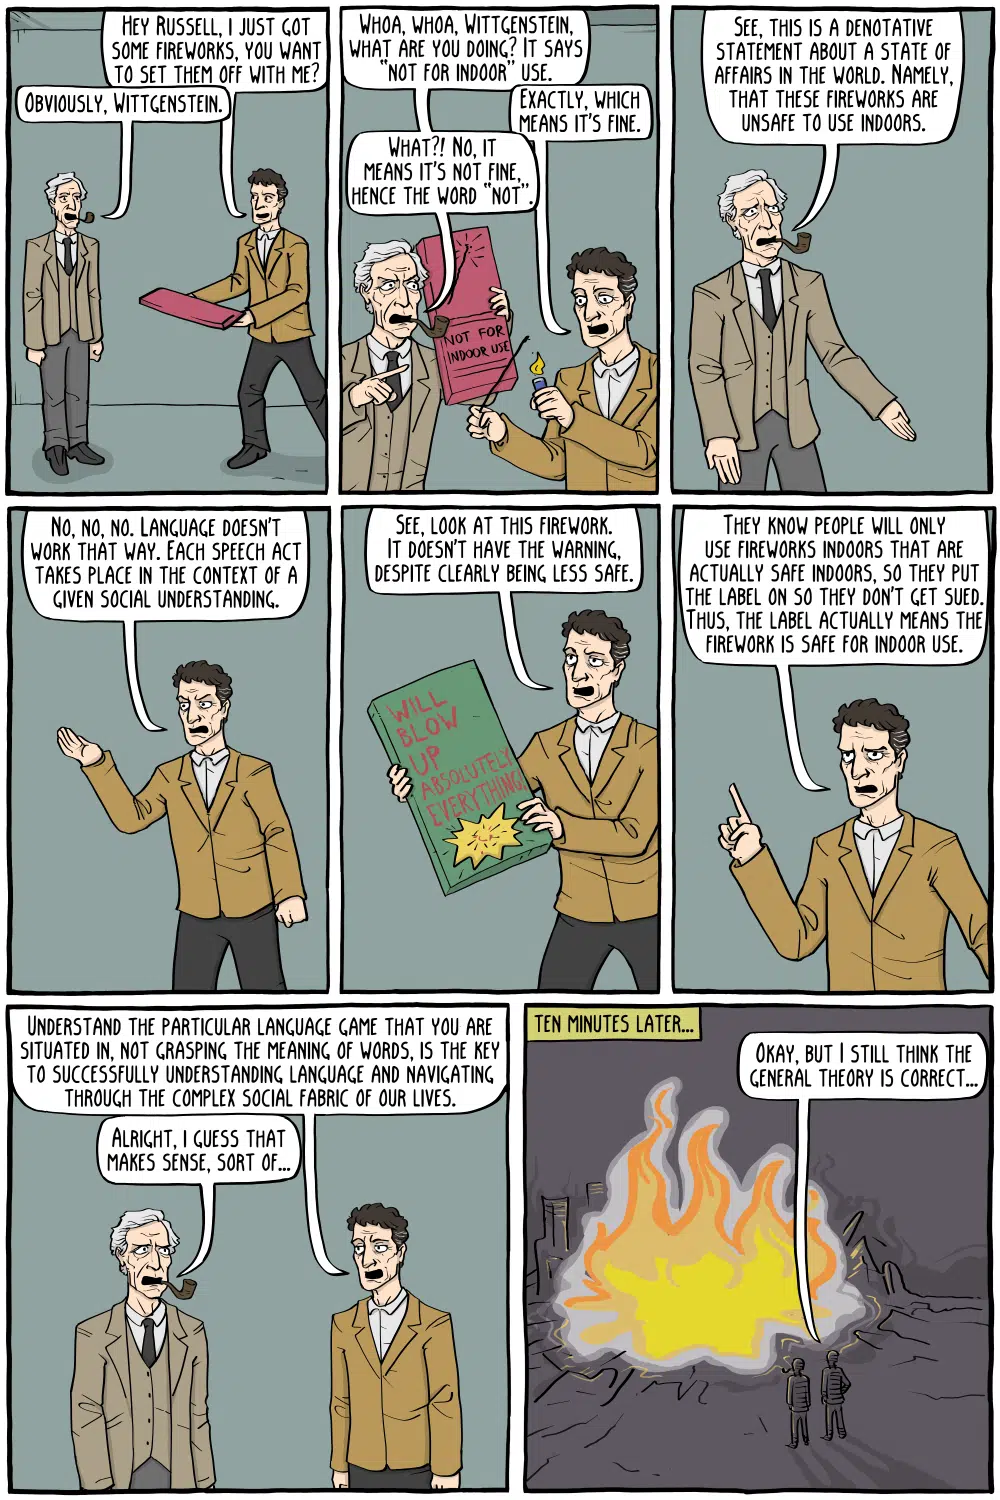 HEY RUSSELL, I JUST GOT
SOME FIREWORKS, YOU WANT
TO SET THEM OFF WITH ME?
OBVIOUSLY, WITTGENSTEIN.
WHOA, WHOA, WITTGENSTEIN,
WHAT ARE YOU DOING? IT SAYS
"NOT FOR INDOOR" USE.
EXACTLY, WHICH
MEANS IT'S FINE.
WHAT?! NO, IT
MEANS IT'S NOT FINE,
HENCE THE WORD "NOT".
NOT FOR
INDOOR USE
SEE, THIS IS A DENOTATIVE
STATEMENT ABOUT A STATE OF
AFFAIRS IN THE WORLD. NAMELY,
THAT THESE FIREWORKS ARE
UNSAFE TO USE INDOORS.
NO, NO, NO. LANGUAGE DOESN'T
WORK THAT WAY. EACH SPEECH ACT
TAKES PLACE IN THE CONTEXT OF A
GIVEN SOCIAL UNDERSTANDING.
SEE, LOOK AT THIS FIREWORK.
IT DOESN'T HAVE THE WARNING,
DESPITE CLEARLY BEING LESS SAFE.
WILL
BLOW
UP
ABSOLUTELY
EVERYTHING!
THEY KNOW PEOPLE WILL ONLY
USE FIREWORKS INDOORS THAT ARE
ACTUALLY SAFE INDOORS, SO THEY PUT
THE LABEL ON SO THEY DON'T GET SUED.
THUS, THE LABEL ACTUALLY MEANS THE
FIREWORK IS SAFE FOR INDOOR USE.
UNDERSTAND THE PARTICULAR LANGUAGE GAME THAT YOU ARE
SITUATED IN, NOT GRASPING THE MEANING OF WORDS, IS THE KEY
TO SUCCESSFULLY UNDERSTANDING LANGUAGE AND NAVIGATING
THROUGH THE COMPLEX SOCIAL FABRIC OF OUR LIVES.
ALRIGHT, I GUESS THAT
MAKES SENSE, SORT OF...
TEN MINUTES LATER...
OKAY, BUT I STILL THINK THE
GENERAL THEORY IS CORRECT...